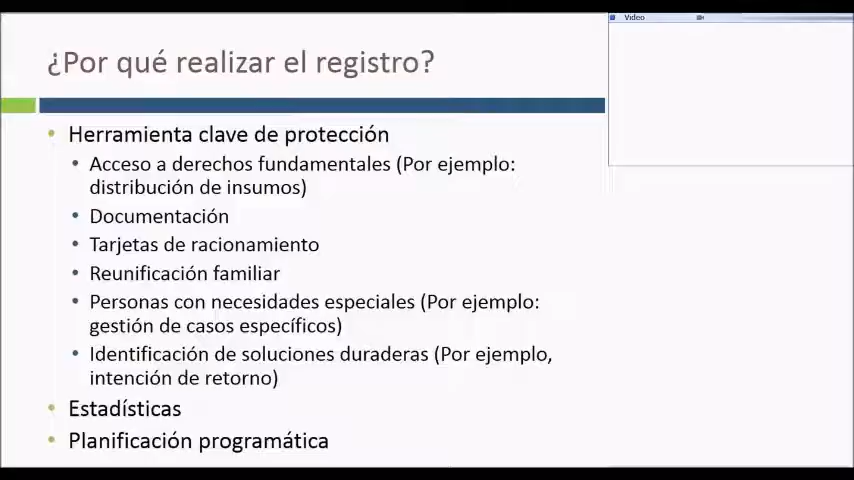 Video
¿Por qué realizar el registro?
• Herramienta clave de protección
• Acceso a derechos fundamentales (Por ejemplo:
distribución de insumos)
• Documentación
• Tarjetas de racionamiento
• Reunificación familiar
• Personas con necesidades especiales (Por ejemplo:
gestión de casos específicos)
• Identificación de soluciones duraderas (Por ejemplo,
intención de retorno)
• Estadísticas
• Planificación programática